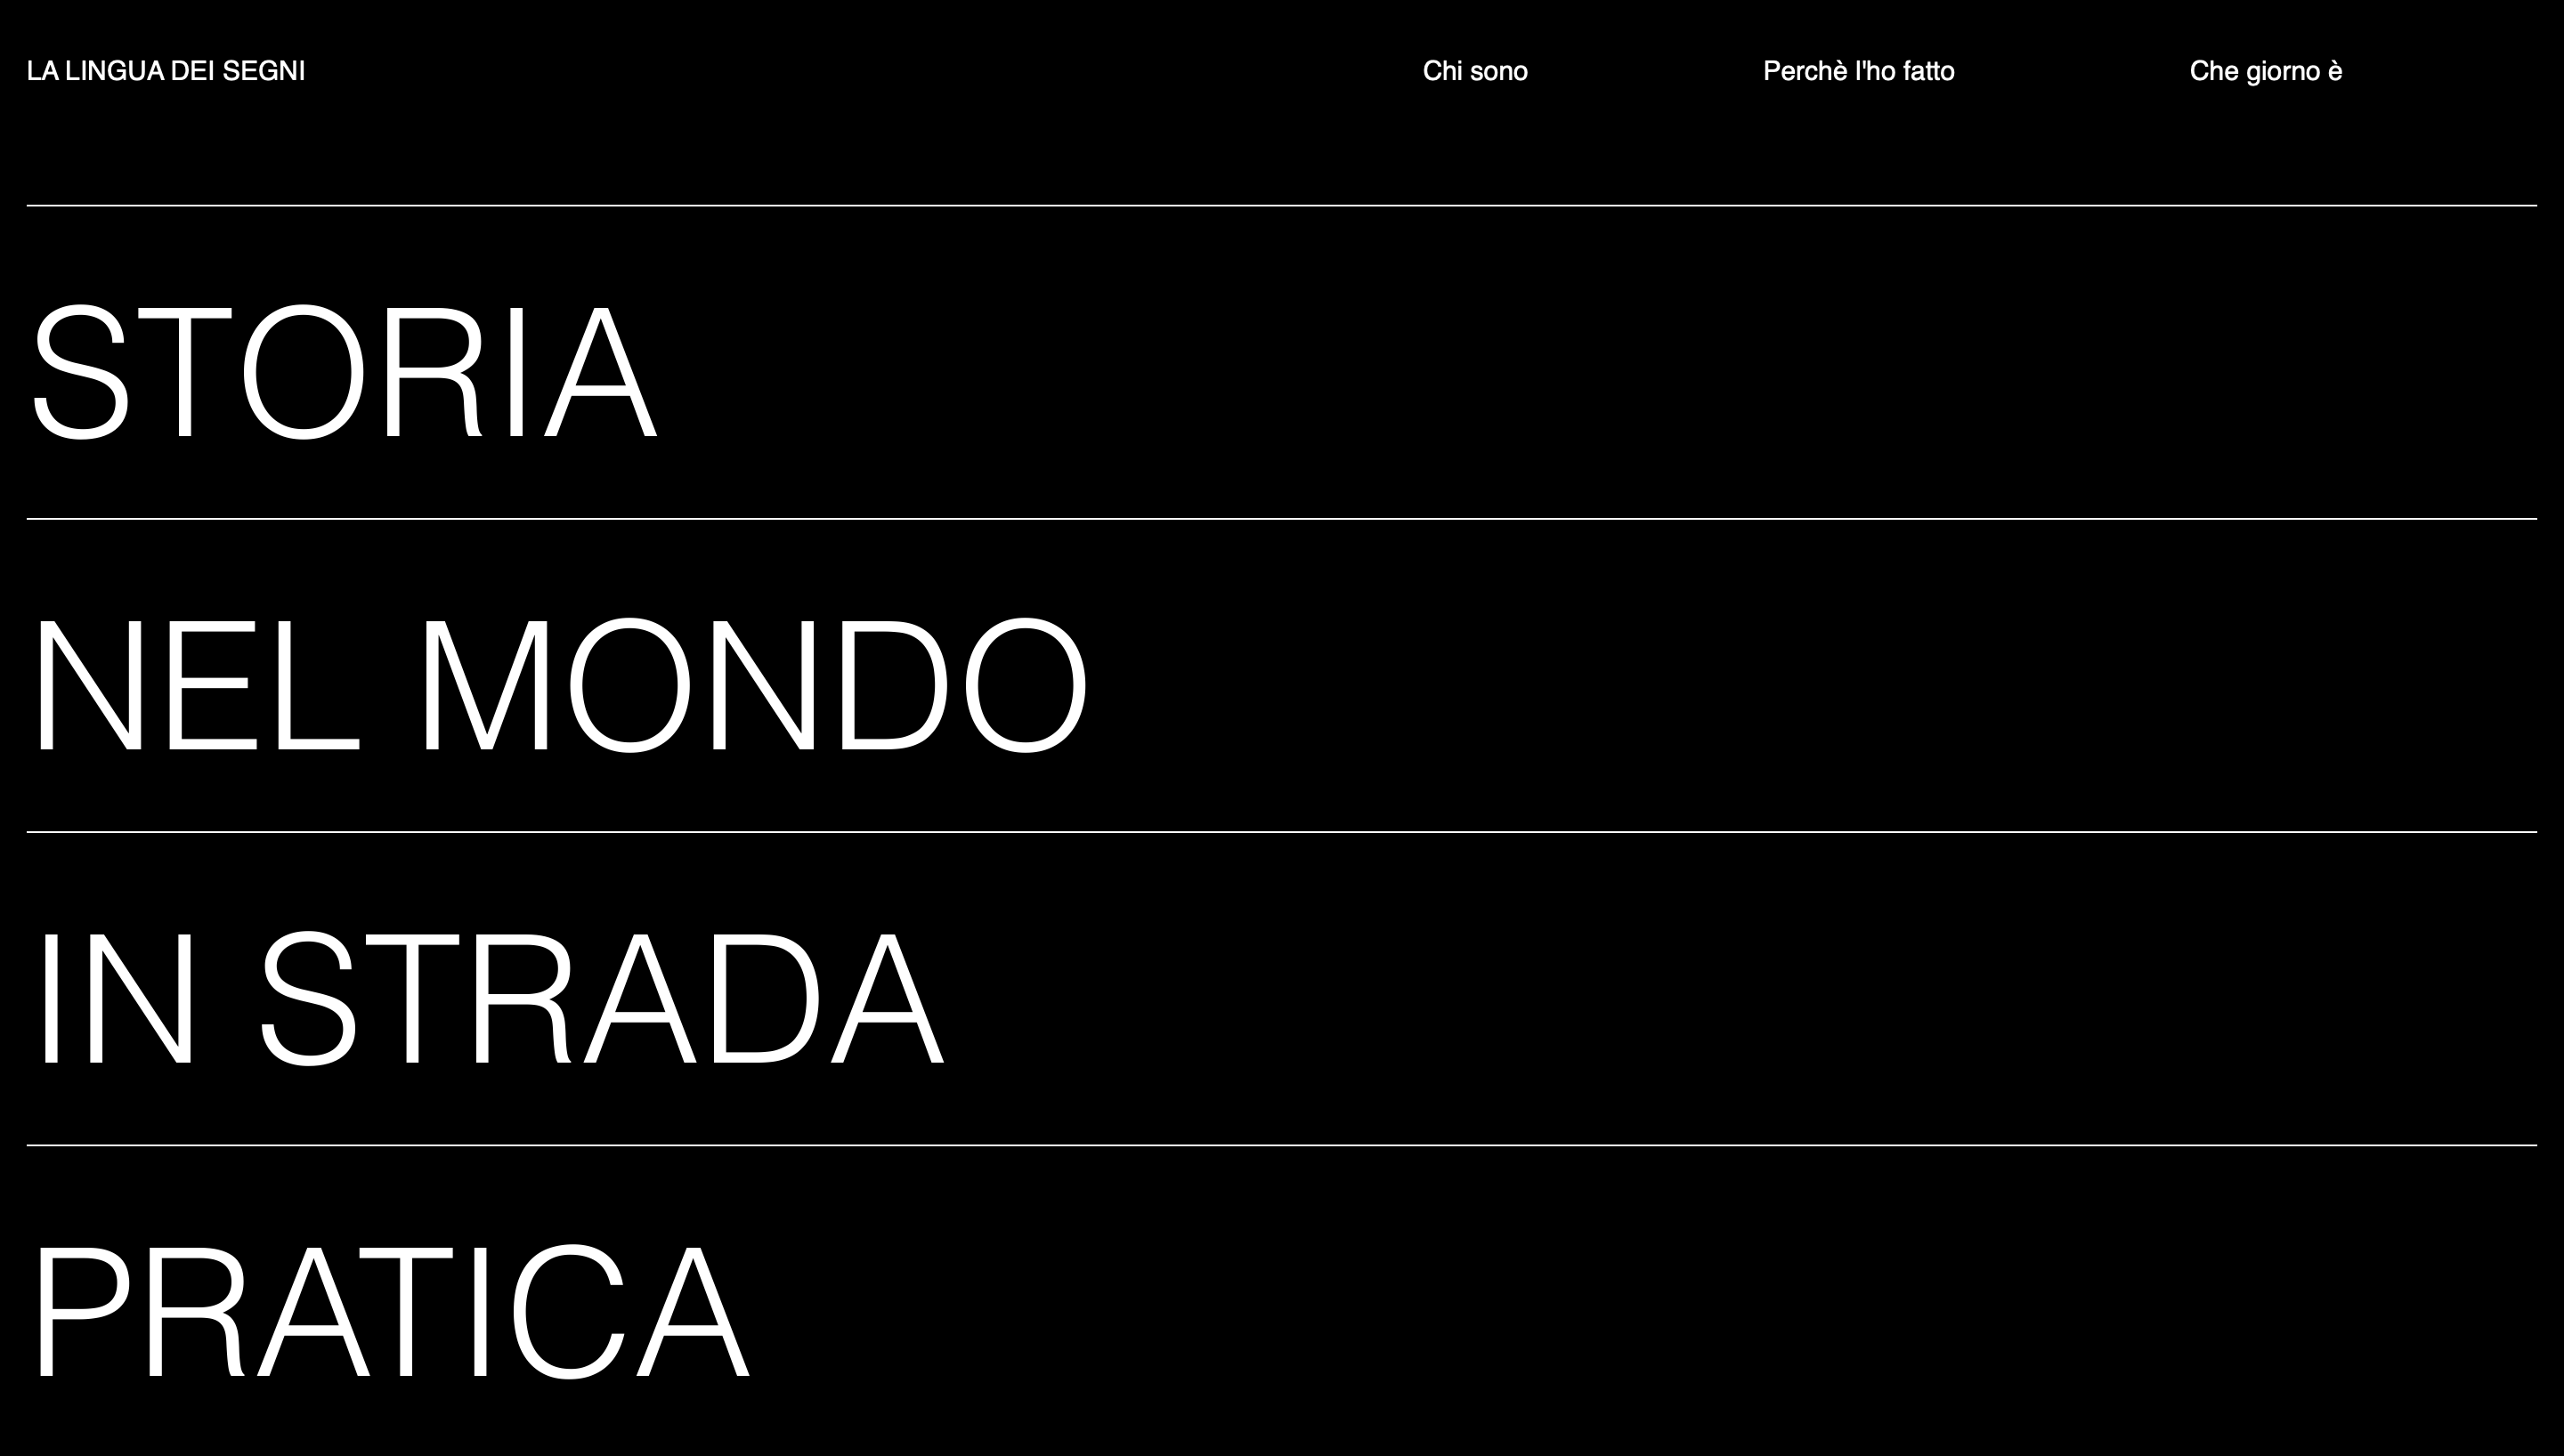 LA LINGUA DEI SEGNI
Chi sono
Perchè l'ho fatto
Che giorno è
STORIA
NEL MONDO
IN STRADA
PRATICA